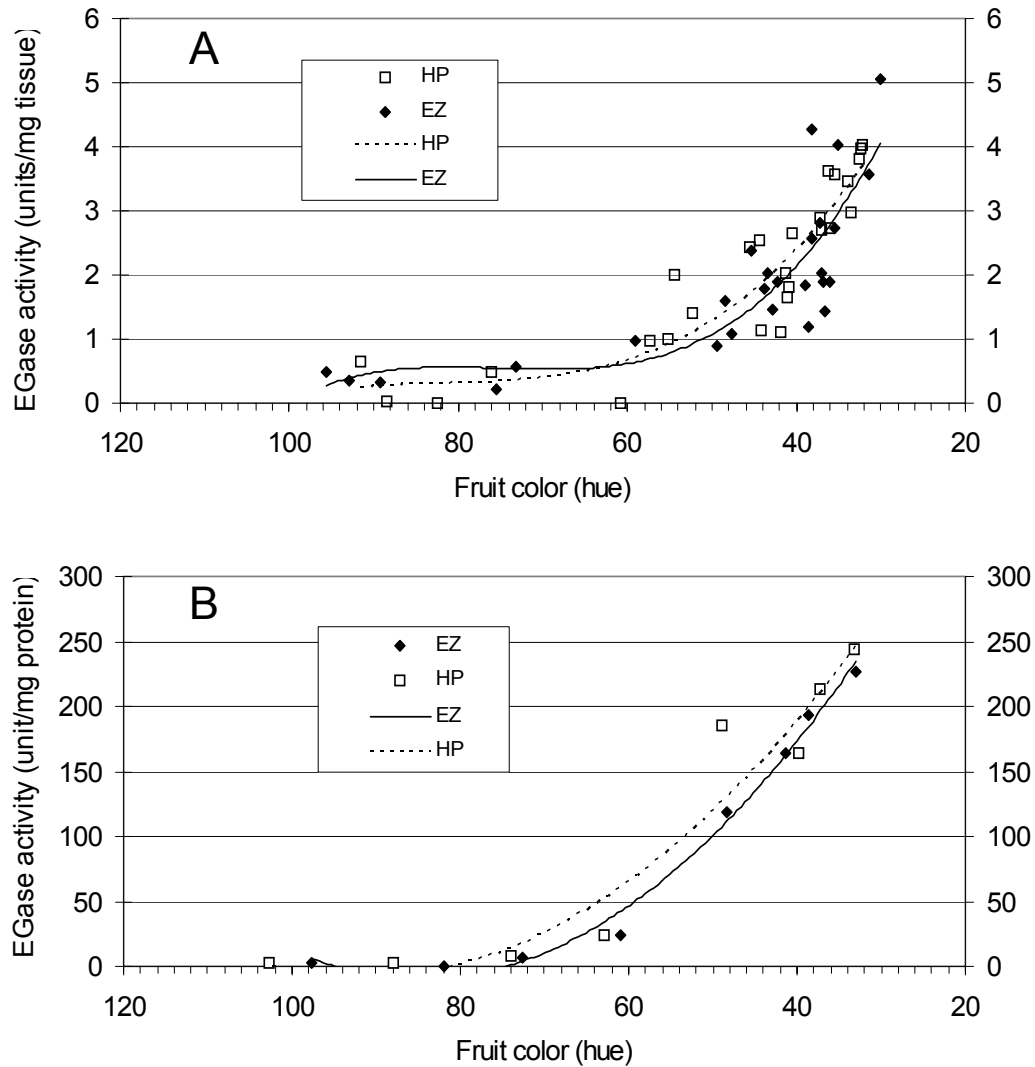 A
HP
EZ
HP
EZ
EGase activity (units/mg tissue)
6
5
4
3
2
1
0
6
5
4
3
2
1
0
120 100 80 60 40 20
Fruit color (hue)
B
EZ
HP
EZ
HP
EGase activity (unit/mg protein)
300
250
200
150
100
50
0
300
250
200
150
100
50
0
120 100 80 60 40 20
Fruit color (hue)